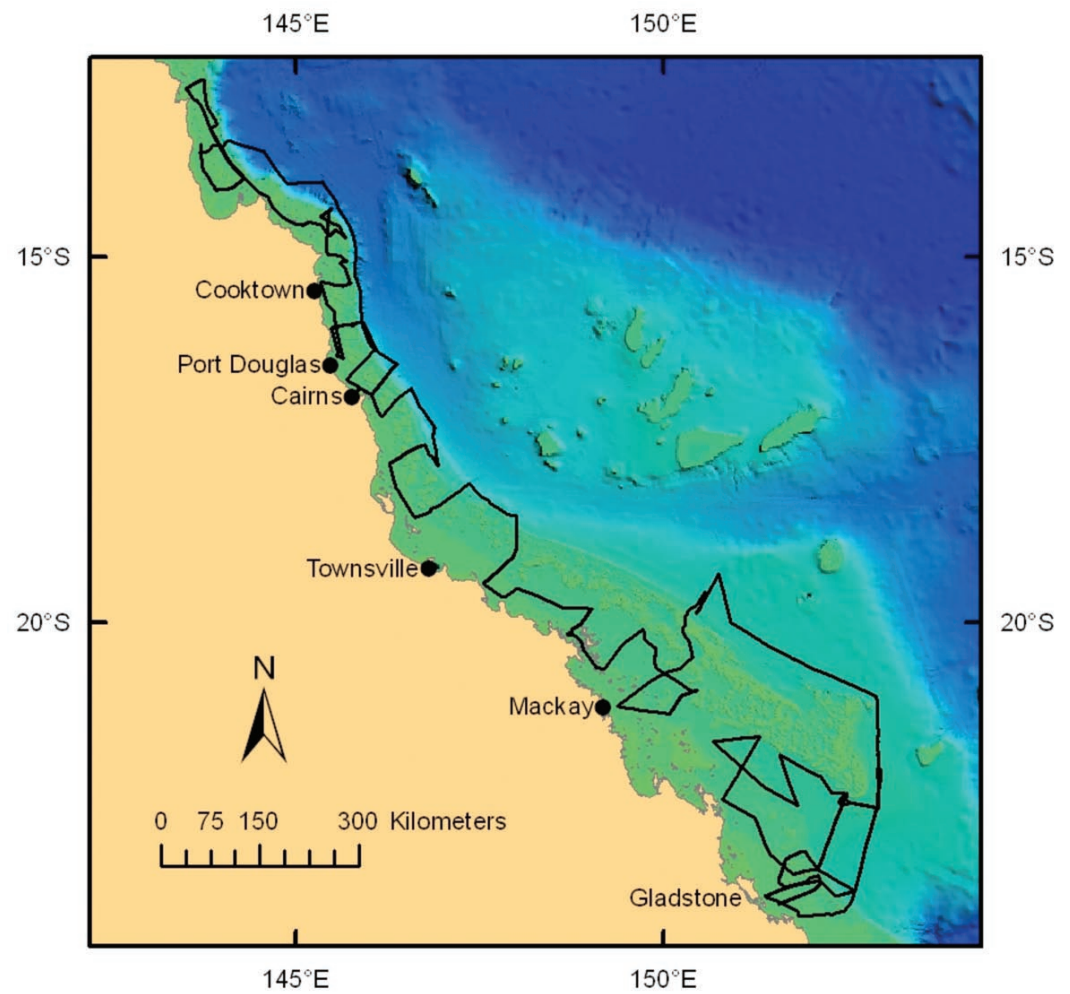 145°E 150°E
15°S 15°S
Cooktown
Port Douglas
Cairns
Townsville
20°S 20°S
N
Mackay
0 75 150 300 Kilometers
Gladstone
145°E 150°E